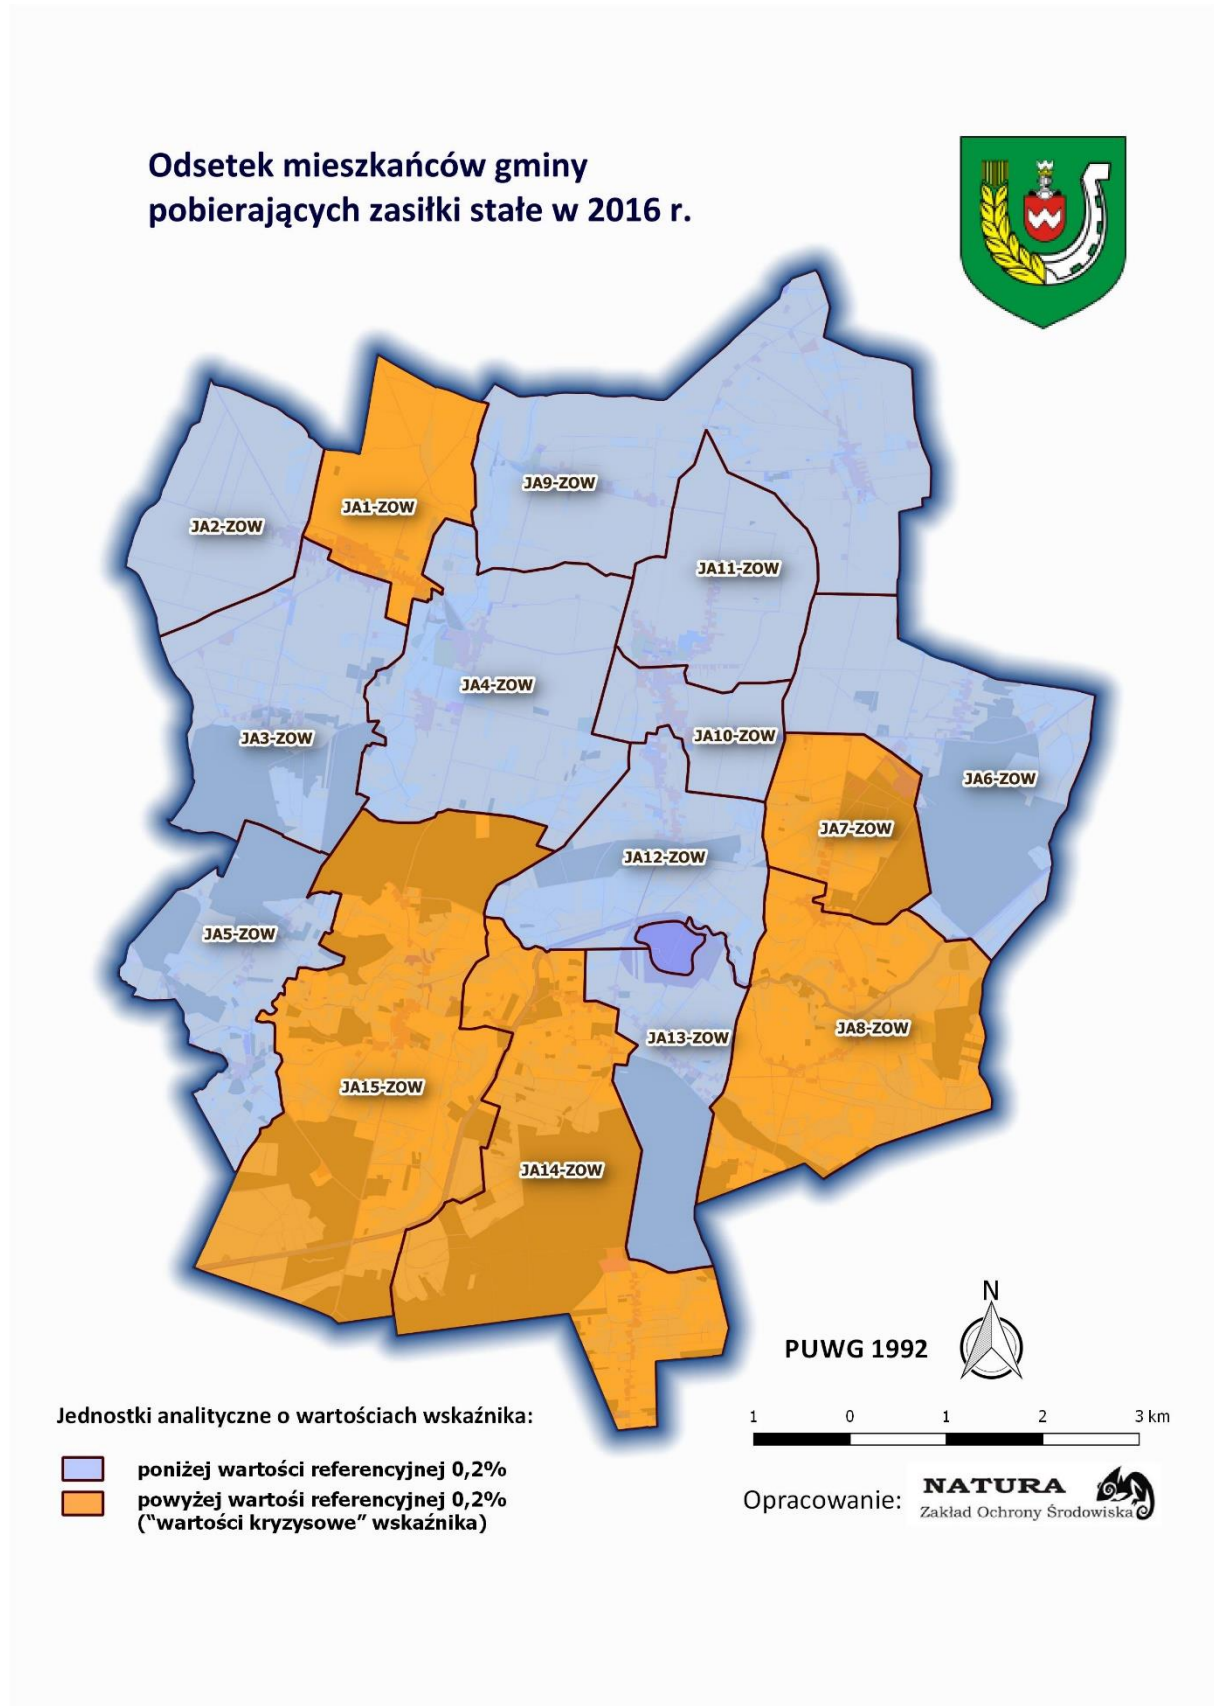 Odsetek mieszkańców gminy
pobierających zasiłki stałe w 2016 r.
JA9-ZOW
JA1-ZOW
JA2-ZOW
JA11-ZOW
JA4-ZOW
JA3-ZOW
JA10-ZOW
JA6-ZOW
JA7-ZOW
JA12-ZOW
JA5-ZOW
JA8-ZOW
JA13-ZOW
JA15-ZOW
JA14-ZOW
N
PUWG 1992
Jednostki analityczne o wartościach wskaźnika:
poniżej wartości referencyjnej 0,2%
powyżej wartośi referencyjnej 0,2%
("wartości kryzysowe" wskaźnika)
1 0 1 2 3 km
Opracowanie:
NATURA
Zakład Ochrony Środowiska